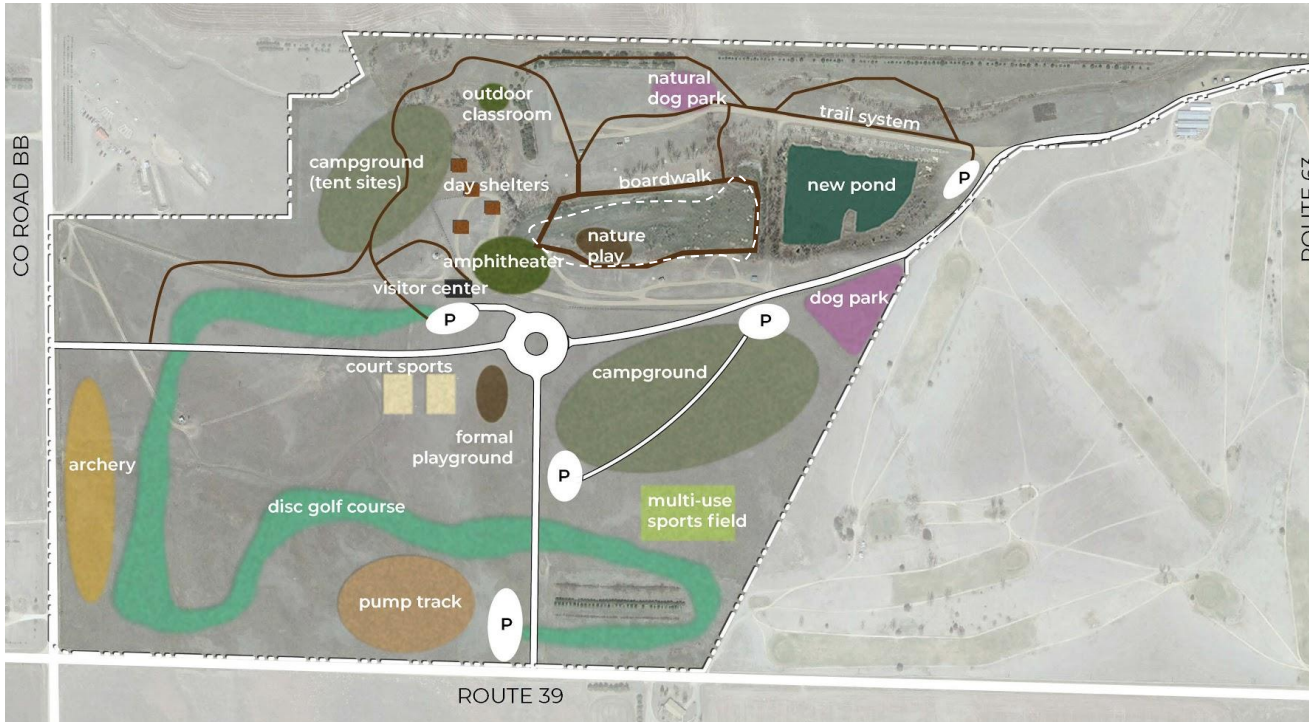 natural
dog park
outdoor
classroom
trail system
campground
(tent sites)
day shelters
boardwalk
new pond
P
nature
play
amphitheater
visitor center
dog park
P
P
court sports
campground
formal
playground
archery
P
multi-use
sports field
disc golf course
pump track
P
CO ROAD BB
ROUTE 63
ROUTE 39